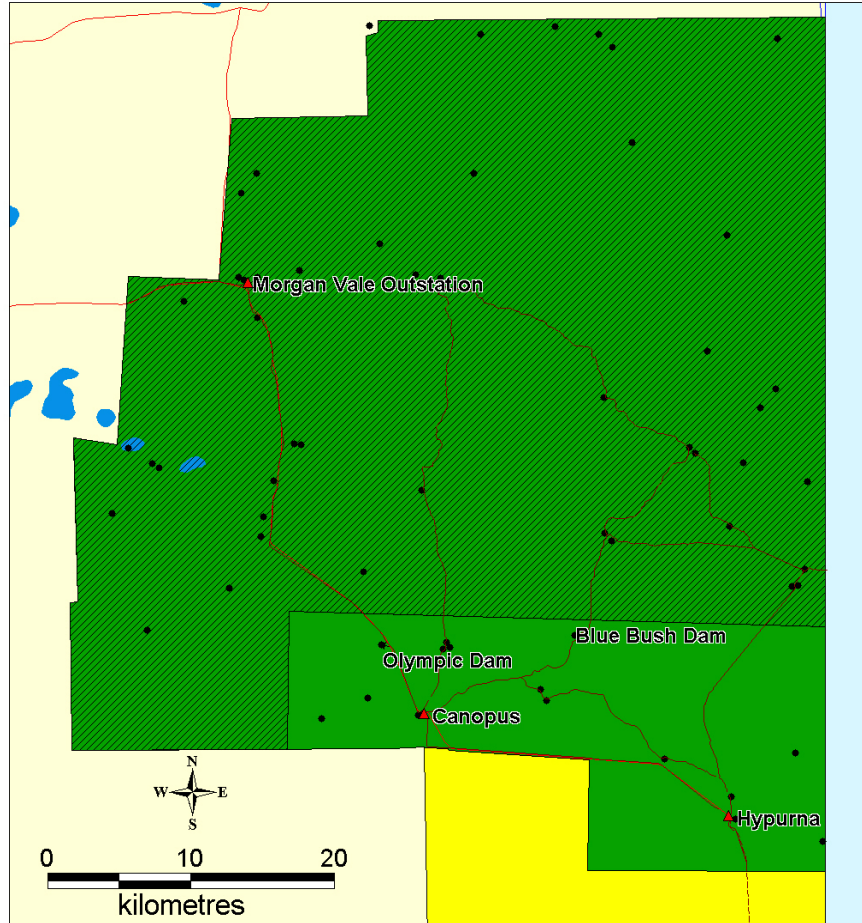 Morgan Vale Outstation
Blue Bush Dam
Olympic Dam
Canopus
N
W E
S
Hypurna
0 10 20
kilometres